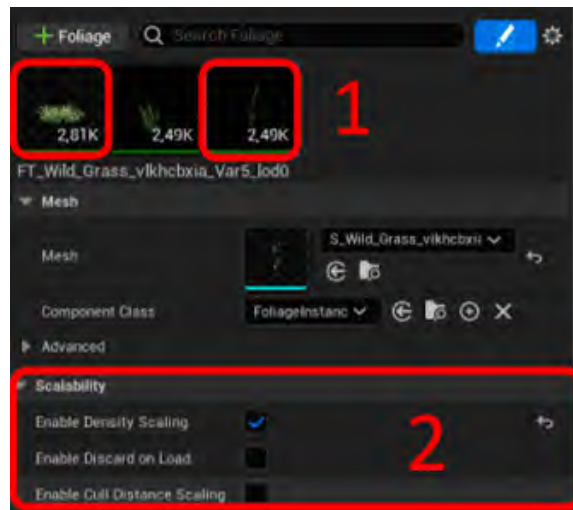 + Foliage Search Foliage
1
2,81K 2,49K 2,49K
FT_Wild_Grass_vlkhcbxia_Var5_lod0
Mesh
Mesh S_Wild_Grass_vlkhcbxi
Component Class FoliageInstanc
Advanced
Scalability
Enable Density Scaling
2
Enable Discard on Load
Enable Cull Distance Scaling